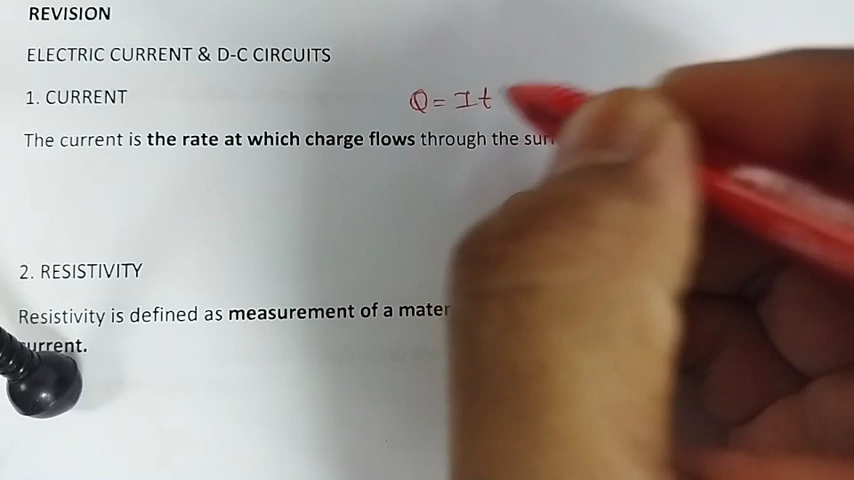 REVISION
ELECTRIC CURRENT & D-C CIRCUITS
1. CURRENT
Q = It
The current is the rate at which charge flows through the
2. RESISTIVITY
Resistivity is defined as measurement of a
current.